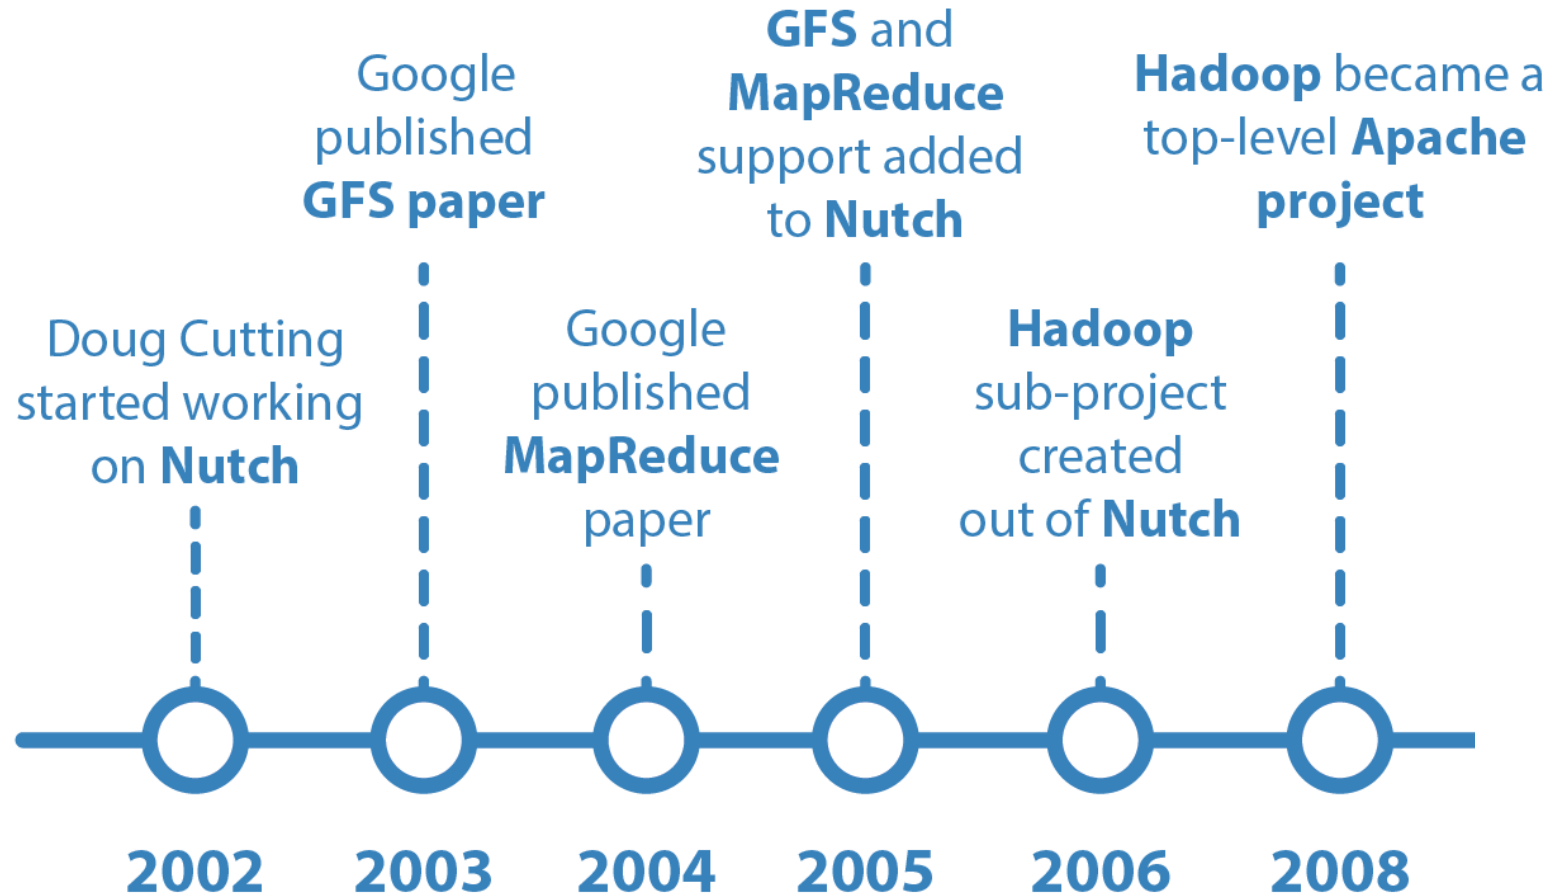 Doug Cutting
started working
on Nutch
2002
Google
published
GFS paper
2003
Google
published
MapReduce
paper
2004
GFS and
MapReduce
support added
to Nutch
2005
Hadoop
sub-project
created
out of Nutch
2006
Hadoop became a
top-level Apache
project
2008